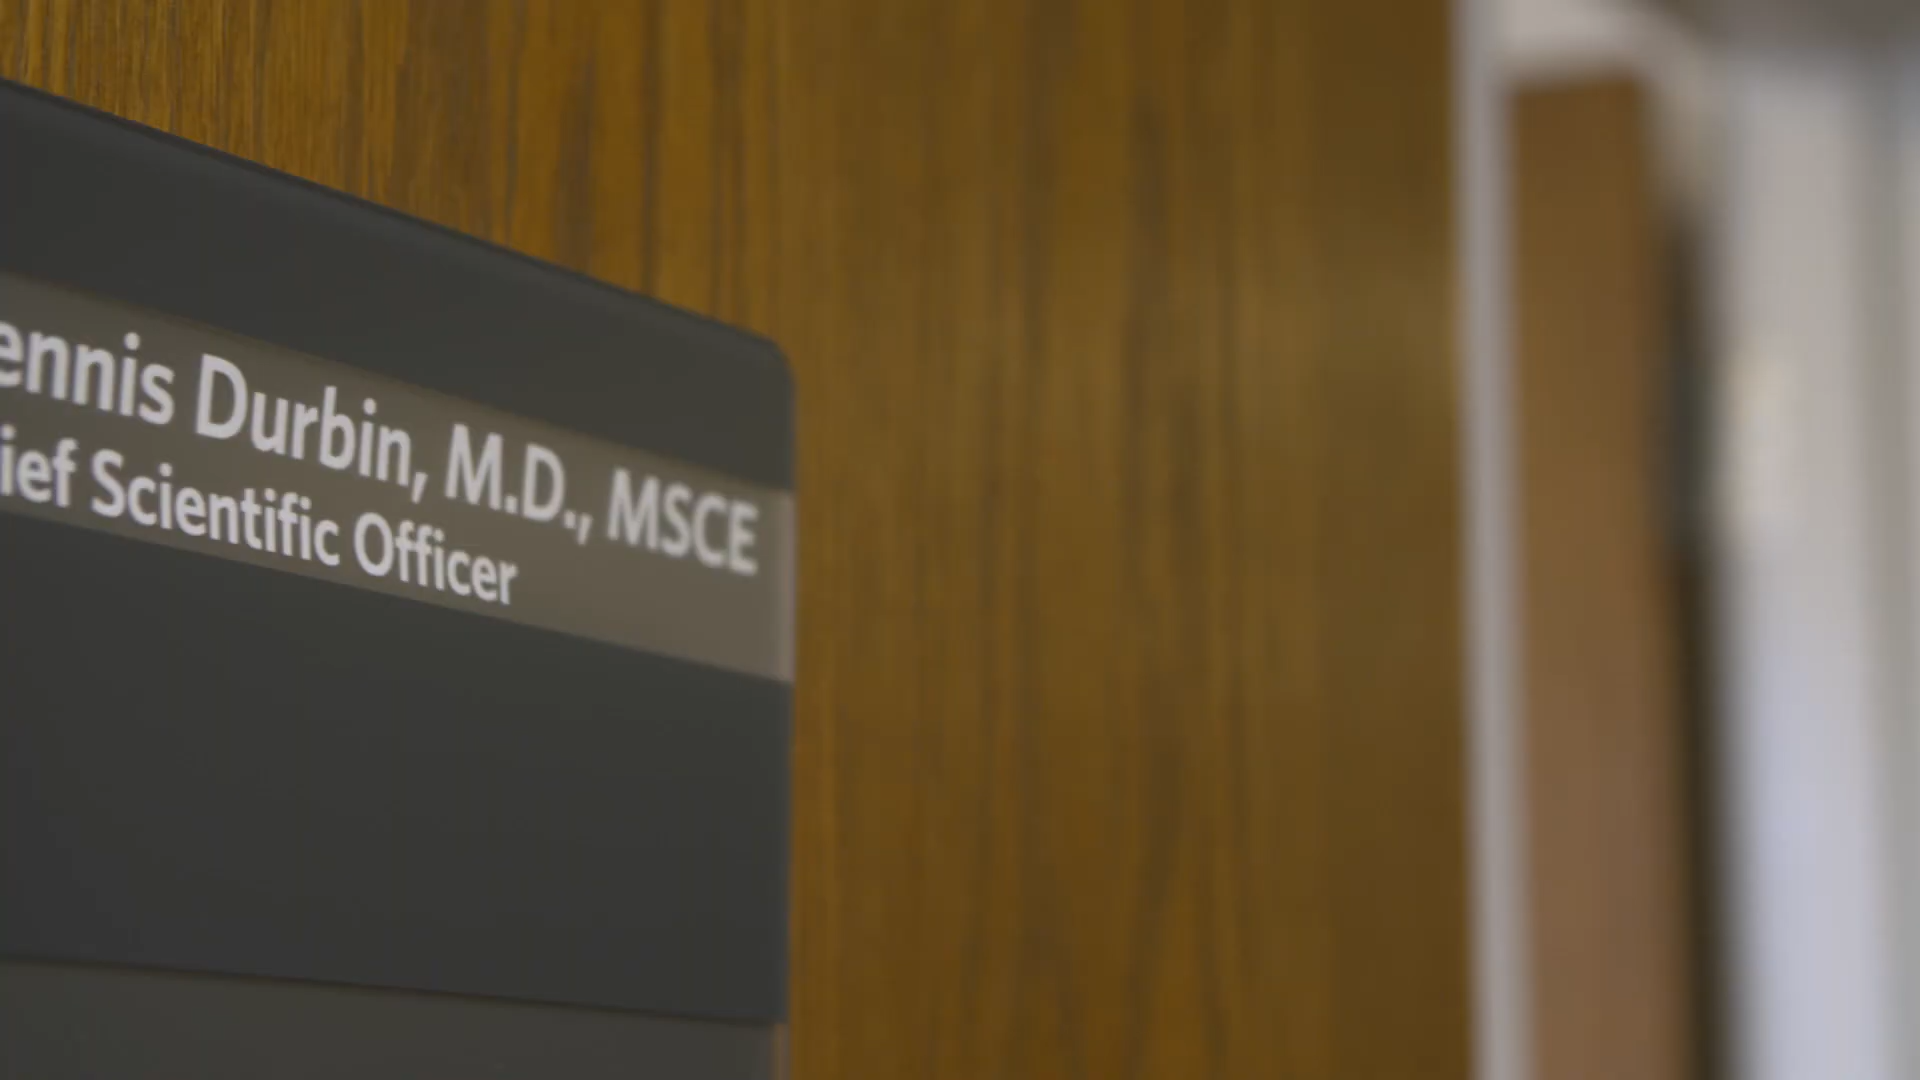 ennis Durbin, M.D., MSCE
ief Scientific Officer